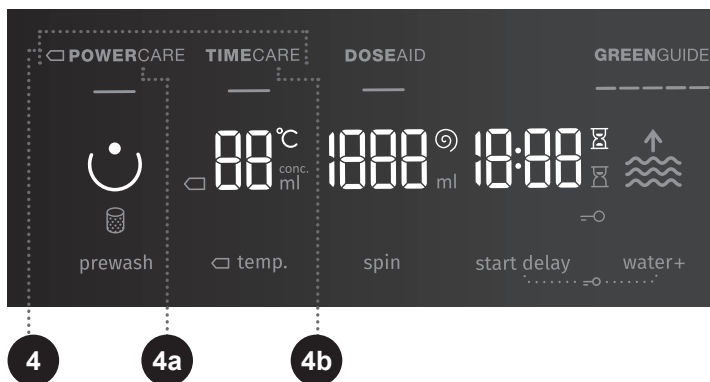 POWERCARE TIMECARE DOSEAID GREENGUIDE
88 °C 1888 18:88
conc.
ml ml
prewash temp. spin start delay water+
4 4a 4b